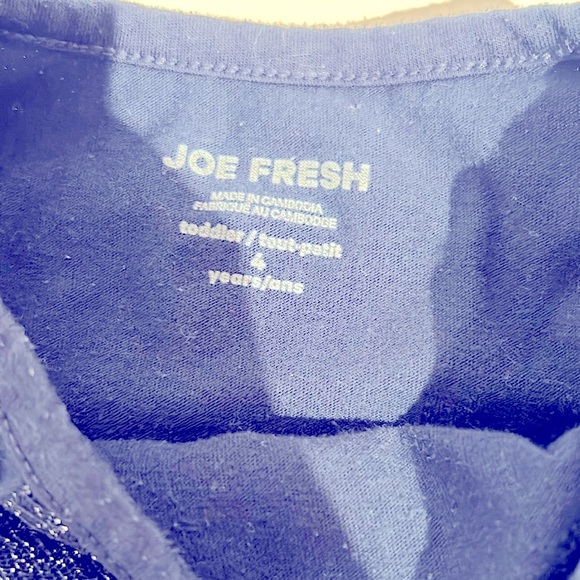 JOE FRESH
MADE IN CAMBODIA
FABRIQUÉ AU CAMBODGE
toddler / tout-petit
4
years/ans